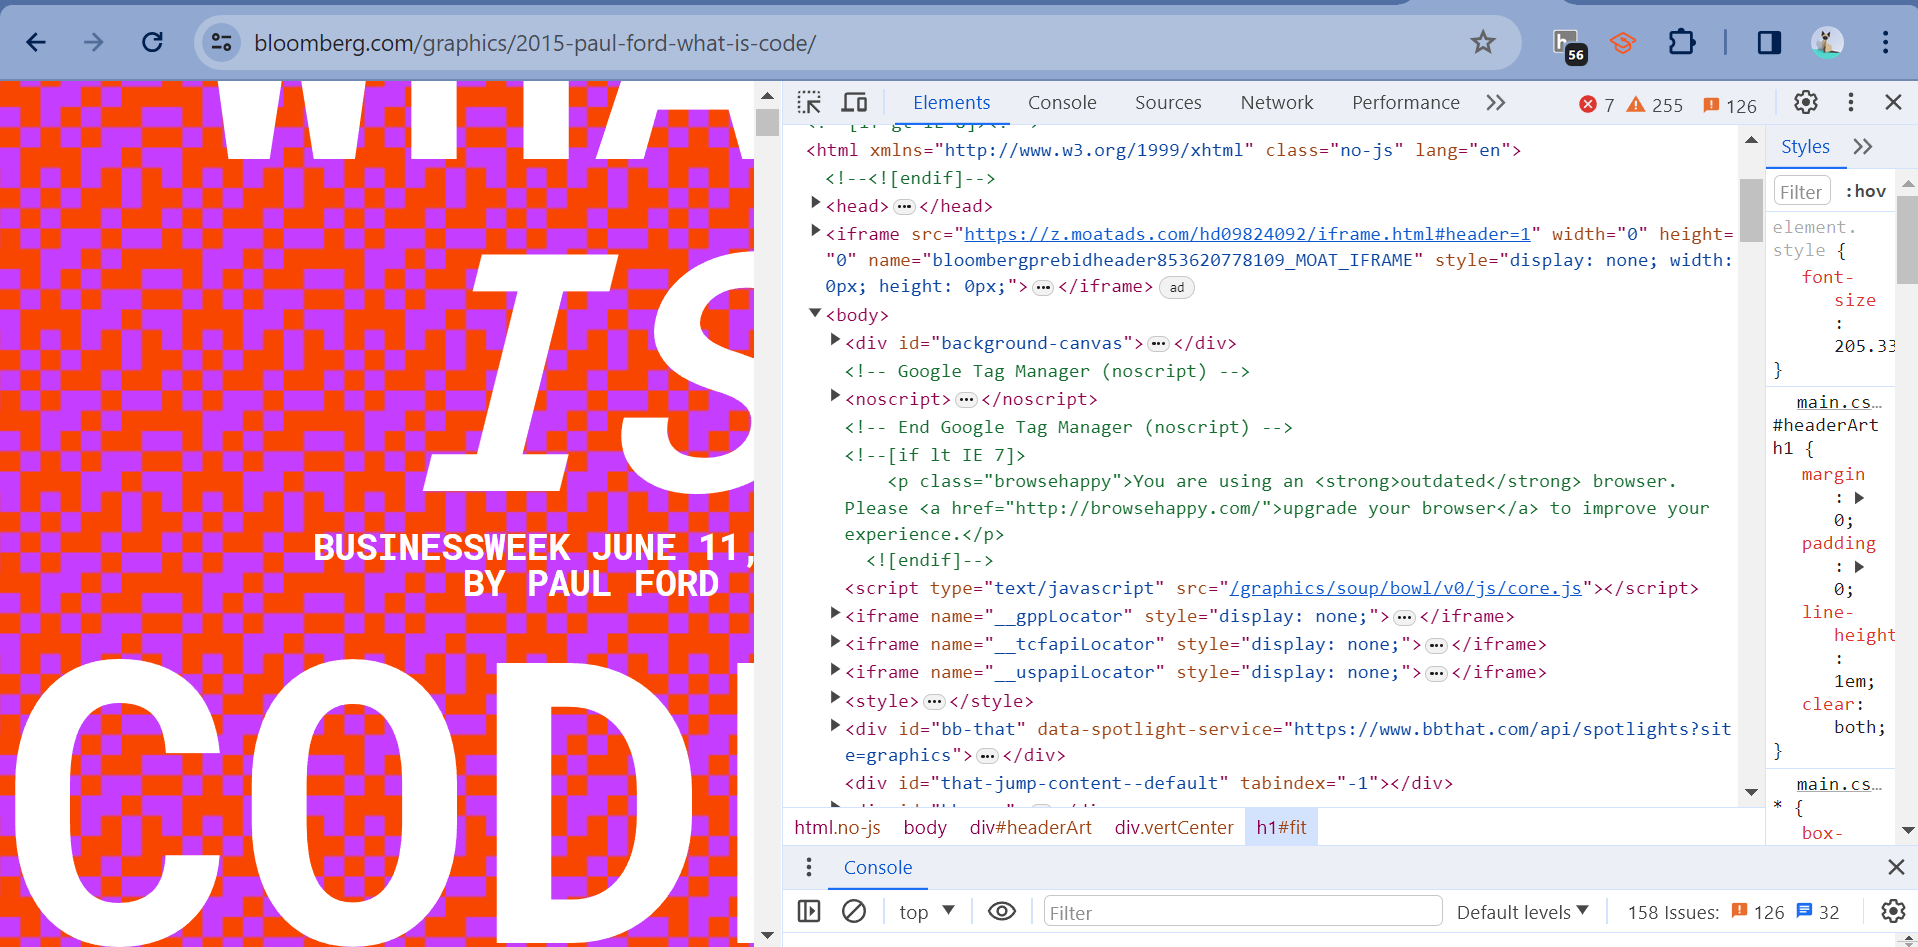 bloomberg.com/graphics/2015-paul-ford-what-is-code/
56
WHA
IS
BUSINESSWEEK JUNE 11,
BY PAUL FORD
COD
Elements Console Sources Network Performance 7 255 126
<html xmlns="http://www.w3.org/1999/xhtml" class="no-js" lang="en">
<!--<![endif]-->
<head> ••• </head>
<iframe src="https://z.moatads.com/hd09824092/iframe.html#header=1" width="0" height=
"0" name="bloombergprebidheader853620778109_MOAT_IFRAME" style="display: none; width:
0px; height: 0px;"> ••• </iframe> ad
<body>
<div id="background-canvas"> ••• </div>
<!-- Google Tag Manager (noscript) -->
<noscript> ••• </noscript>
<!-- End Google Tag Manager (noscript) -->
<!--[if lt IE 7]>
<p class="browsehappy">You are using an <strong>outdated</strong> browser.
Please <a href="http://browsehappy.com/">upgrade your browser</a> to improve your
experience.</p>
<![endif]-->
<script type="text/javascript" src="/graphics/soup/bowl/v0/js/core.js"></script>
<iframe name="__gppLocator" style="display: none;"> ••• </iframe>
<iframe name="__tcfapiLocator" style="display: none;"> ••• </iframe>
<iframe name="__uspapiLocator" style="display: none;"> ••• </iframe>
<style> ••• </style>
<div id="bb-that" data-spotlight-service="https://www.bbthat.com/api/spotlights?sit
e=graphics"> ••• </div>
<div id="that-jump-content--default" tabindex="-1"></div>
html.no-js body div#headerArt div.vertCenter h1#fit
Styles
Filter :hov
element.
style {
font-
size
:
205.33
}
main.cs…
#headerArt
h1 {
margin
:
0;
padding
:
0;
line-
height
:
1em;
clear:
both;
}
main.cs…
* {
box-
Console
top Filter Default levels 158 Issues: 126 32